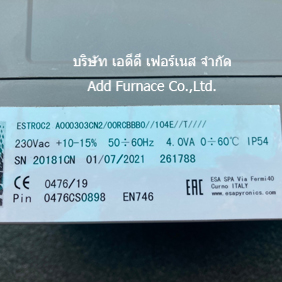 บริษัท เอดีดี เฟอร์เนส จำกัด
Add Furnace Co.,Ltd.
ESTROC2 A000303CN2/00RCBBB0//104E//T////
230Vac +10-15% 50÷60Hz 4.0VA 0÷60°C IP54
SN 20181CN 01/07/2021 261788
CE 0476/19
Pin 0476CS0898 EN746
EAC
ESA SPA Via Fermi40
Curno ITALY
www.esapyronics.com